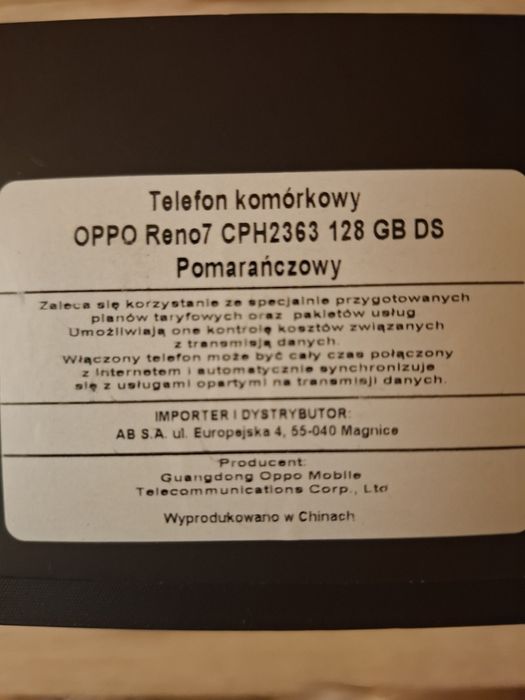 Telefon komórkowy
OPPO Reno7 CPH2363 128 GB DS
Pomarańczowy
Zaleca się korzystanie ze specjalnie przygotowanych
planów taryfowych oraz pakietów usług
Umożliwiają one kontrolę kosztów związanych
z transmisją danych.
Włączony telefon może być cały czas połączony
z Internetem i automatycznie synchronizuje
się z usługami opartymi na transmisji danych.
IMPORTER I DYSTRYBUTOR:
AB S.A. ul. Europejska 4, 55-040 Magnice
Producent:
Guangdong Oppo Mobile
Telecommunications Corp., Ltd
Wyprodukowano w Chinach